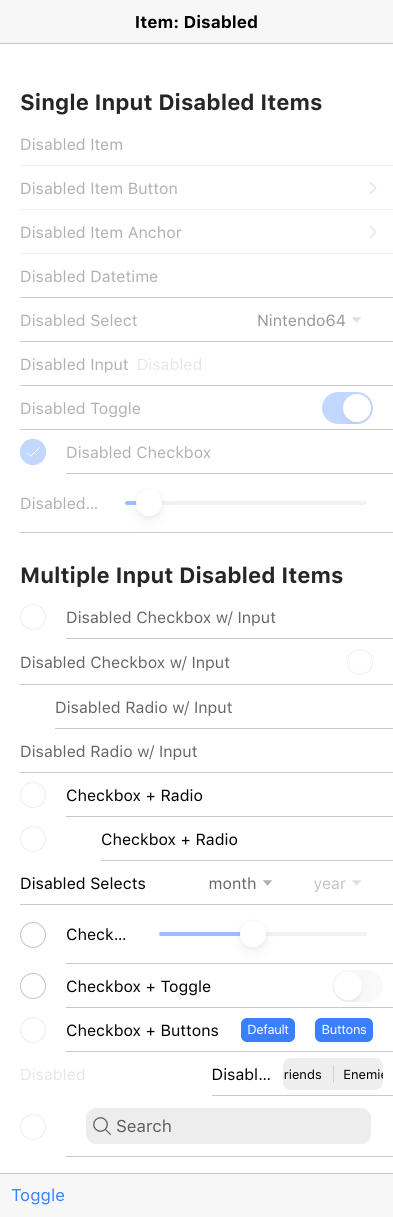 Item: Disabled
Single Input Disabled Items
Disabled Item
Disabled Item Button
Disabled Item Anchor
Disabled Datetime
Disabled Select Nintendo64
Disabled Input Disabled
Disabled Toggle
Disabled Checkbox
Disabled...
Multiple Input Disabled Items
Disabled Checkbox w/ Input
Disabled Checkbox w/ Input
Disabled Radio w/ Input
Disabled Radio w/ Input
Checkbox + Radio
Checkbox + Radio
Disabled Selects month year
Check...
Checkbox + Toggle
Checkbox + Buttons Default Buttons
Disabled Disabl... riends Enemie
Search
Toggle